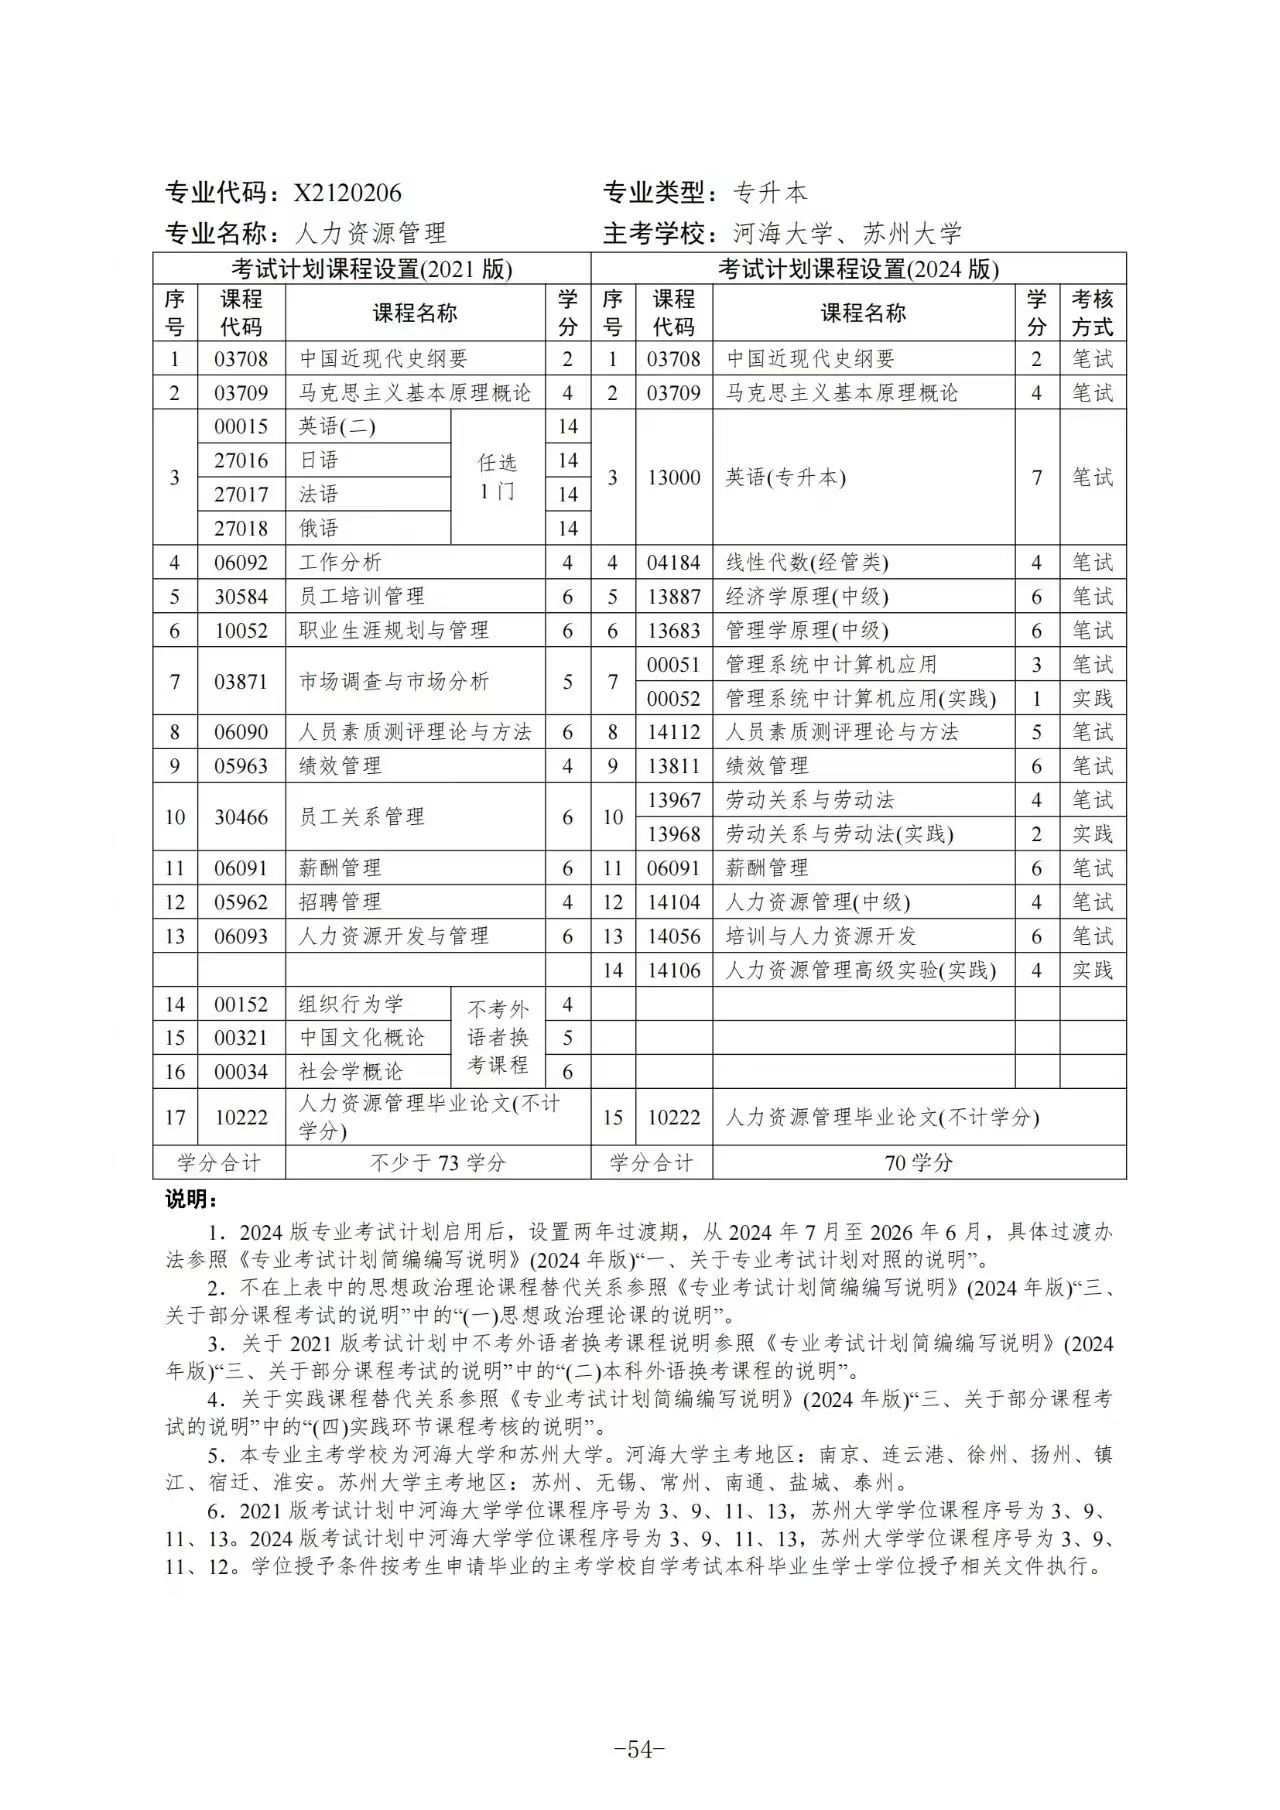 专业代码：X2120206 专业类型：专升本
专业名称：人力资源管理 主考学校：河海大学、苏州大学
考试计划课程设置(2021 版) 考试计划课程设置(2024 版)
序号 课程代码 课程名称 学分 序号 课程代码 课程名称 学分 考核方式
1 03708 中国近现代史纲要 2 1 03708 中国近现代史纲要 2 笔试
2 03709 马克思主义基本原理概论 4 2 03709 马克思主义基本原理概论 4 笔试
3 00015 英语(二) 任选1门 14 3 13000 英语(专升本) 7 笔试
27016 日语 14
27017 法语 14
27018 俄语 14
4 06092 工作分析 4 4 04184 线性代数(经管类) 4 笔试
5 30584 员工培训管理 6 5 13887 经济学原理(中级) 6 笔试
6 10052 职业生涯规划与管理 6 6 13683 管理学原理(中级) 6 笔试
7 03871 市场调查与市场分析 5 7 00051 管理系统中计算机应用 3 笔试
00052 管理系统中计算机应用(实践) 1 实践
8 06090 人员素质测评理论与方法 6 8 14112 人员素质测评理论与方法 5 笔试
9 05963 绩效管理 4 9 13811 绩效管理 6 笔试
10 30466 员工关系管理 6 10 13967 劳动关系与劳动法 4 笔试
13968 劳动关系与劳动法(实践) 2 实践
11 06091 薪酬管理 6 11 06091 薪酬管理 6 笔试
12 05962 招聘管理 4 12 14104 人力资源管理(中级) 4 笔试
13 06093 人力资源开发与管理 6 13 14056 培训与人力资源开发 6 笔试
14 14106 人力资源管理高级实验(实践) 4 实践
14 00152 组织行为学 不考外语者换考课程 4
15 00321 中国文化概论 5
16 00034 社会学概论 6
17 10222 人力资源管理毕业论文(不计学分) 15 10222 人力资源管理毕业论文(不计学分)
学分合计 不少于 73 学分 学分合计 70 学分
说明：
1．2024 版专业考试计划启用后，设置两年过渡期，从 2024 年 7 月至 2026 年 6 月，具体过渡办
法参照《专业考试计划简编编写说明》(2024 年版)“一、关于专业考试计划对照的说明”。
2．不在上表中的思想政治理论课程替代关系参照《专业考试计划简编编写说明》(2024 年版)“三、
关于部分课程考试的说明”中的“(一)思想政治理论课的说明”。
3．关于 2021 版考试计划中不考外语者换考课程说明参照《专业考试计划简编编写说明》(2024
年版)“三、关于部分课程考试的说明”中的“(二)本科外语换考课程的说明”。
4．关于实践课程替代关系参照《专业考试计划简编编写说明》(2024 年版)“三、关于部分课程考
试的说明”中的“(四)实践环节课程考核的说明”。
5．本专业主考学校为河海大学和苏州大学。河海大学主考地区：南京、连云港、徐州、扬州、镇
江、宿迁、淮安。苏州大学主考地区：苏州、无锡、常州、南通、盐城、泰州。
6．2021 版考试计划中河海大学学位课程序号为 3、9、11、13，苏州大学学位课程序号为 3、9、
11、13。2024 版考试计划中河海大学学位课程序号为 3、9、11、13，苏州大学学位课程序号为 3、9、
11、12。学位授予条件按考生申请毕业的主考学校自学考试本科毕业生学士学位授予相关文件执行。
-54-